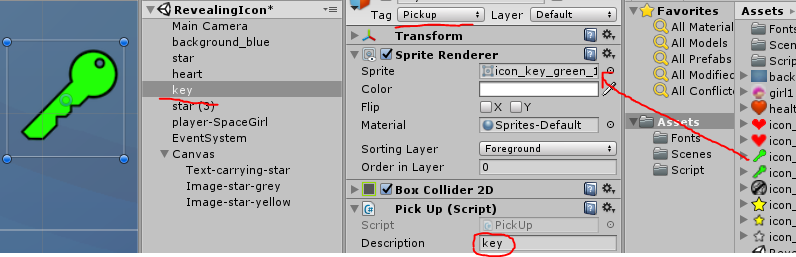 RevealingIcon*
Main Camera
background_blue
star
heart
key
star (3)
player-SpaceGirl
EventSystem
Canvas
Text-carrying-star
Image-star-grey
Image-star-yellow
Tag Pickup Layer Default
Transform
Sprite Renderer
Sprite icon_key_green_1
Color
Flip X Y
Material Sprites-Default
Sorting Layer Foreground
Order in Layer 0
Box Collider 2D
Pick Up (Script)
Script PickUp
Description key
Favorites
All Material
All Models
All Prefabs
All Modified
All Conflict
Assets
Fonts
Scenes
Script
Assets
Fonts
Scen
Scrip
back
girl1
healt
icon_
icon_
icon_
icon_
icon_
icon_
icon_
icon_